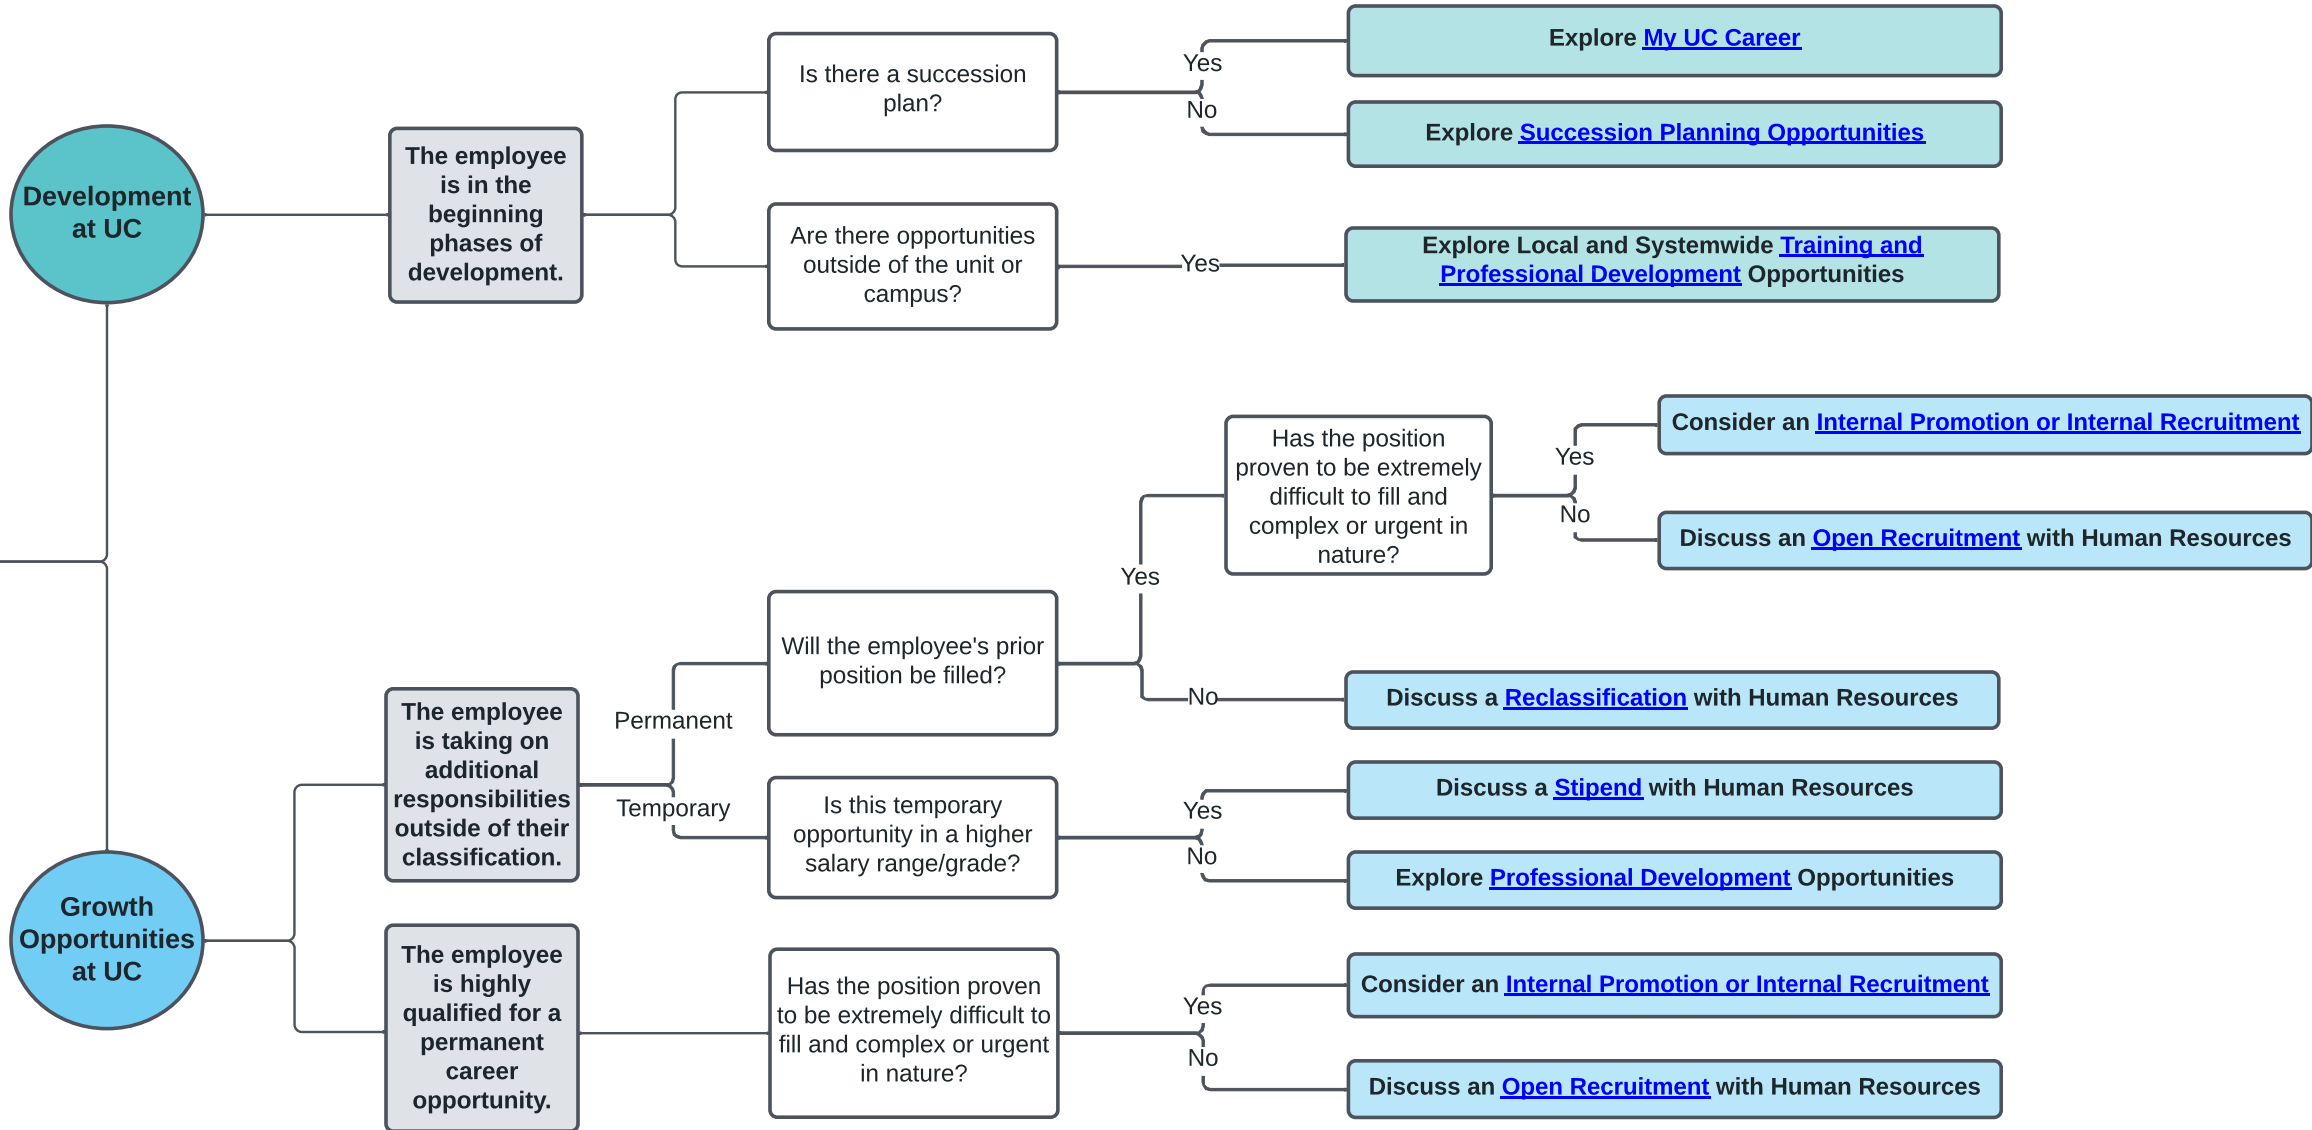 Development
at UC
The employee
is in the
beginning
phases of
development.
Is there a succession
plan?
Yes
Explore My UC Career
No
Explore Succession Planning Opportunities
Are there opportunities
outside of the unit or
campus?
Yes
Explore Local and Systemwide Training and
Professional Development Opportunities
Growth
Opportunities
at UC
The employee
is taking on
additional
responsibilities
outside of their
classification.
Permanent
Will the employee's prior
position be filled?
Yes
Has the position
proven to be extremely
difficult to fill and
complex or urgent in
nature?
Yes
Consider an Internal Promotion or Internal Recruitment
No
Discuss an Open Recruitment with Human Resources
No
Discuss a Reclassification with Human Resources
Temporary
Is this temporary
opportunity in a higher
salary range/grade?
Yes
Discuss a Stipend with Human Resources
No
Explore Professional Development Opportunities
The employee
is highly
qualified for a
permanent
career
opportunity.
Has the position proven
to be extremely difficult to
fill and complex or urgent
in nature?
Yes
Consider an Internal Promotion or Internal Recruitment
No
Discuss an Open Recruitment with Human Resources